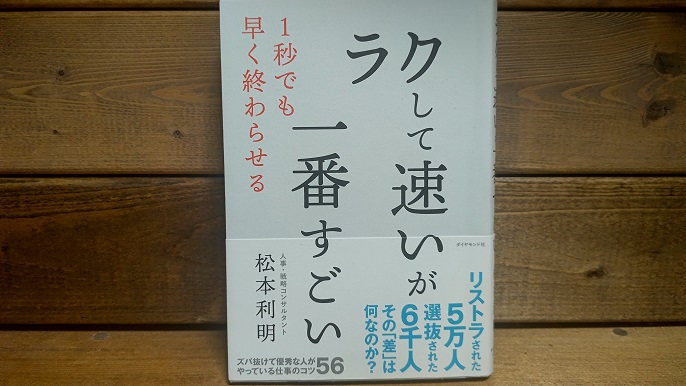 ラクして速いが
一番すごい
1秒でも
早く終わらせる
ダイヤモンド社
人事・戦略コンサルタント
松本利明
リストラされた
5万人
選抜された
6千人
その「差」は
何なのか?
ズバ抜けて優秀な人が
やっている仕事のコツ56